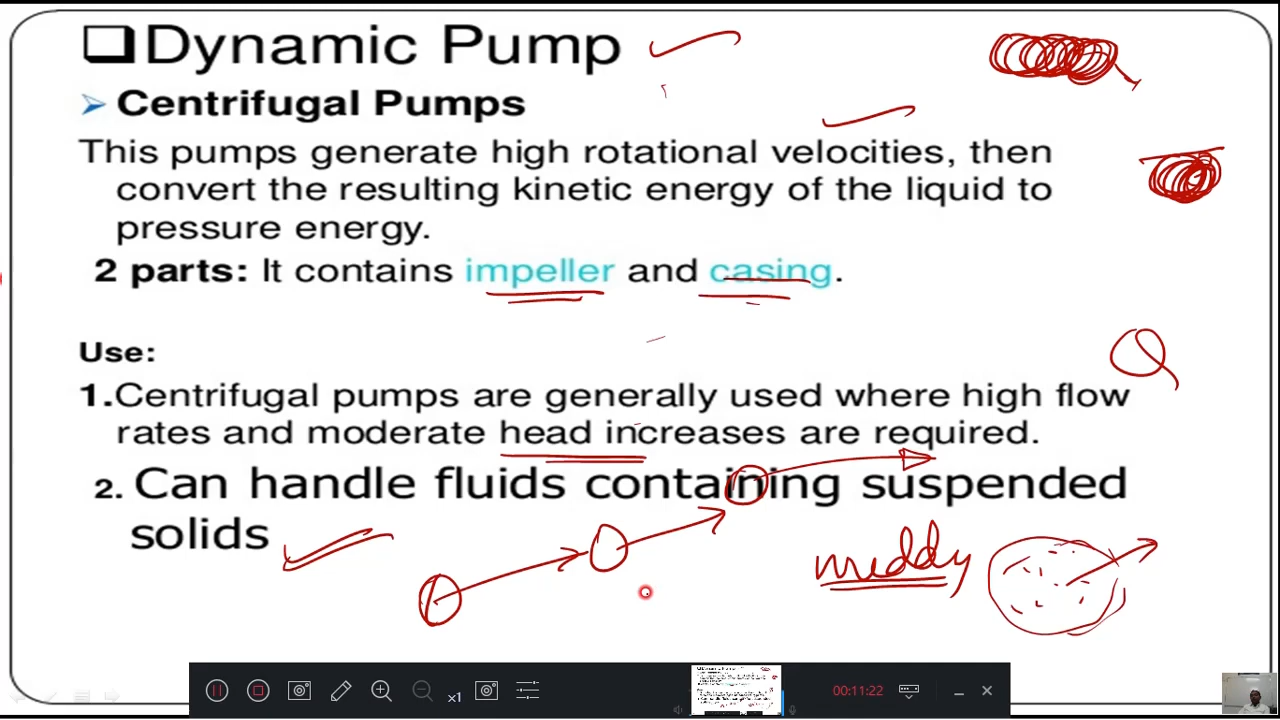 Dynamic Pump
Centrifugal Pumps
This pumps generate high rotational velocities, then
convert the resulting kinetic energy of the liquid to
pressure energy.
2 parts: It contains impeller and casing.
Use:
1.Centrifugal pumps are generally used where high flow
rates and moderate head increases are required.
2. Can handle fluids containing suspended
solids
muddy
x1
00:11:22